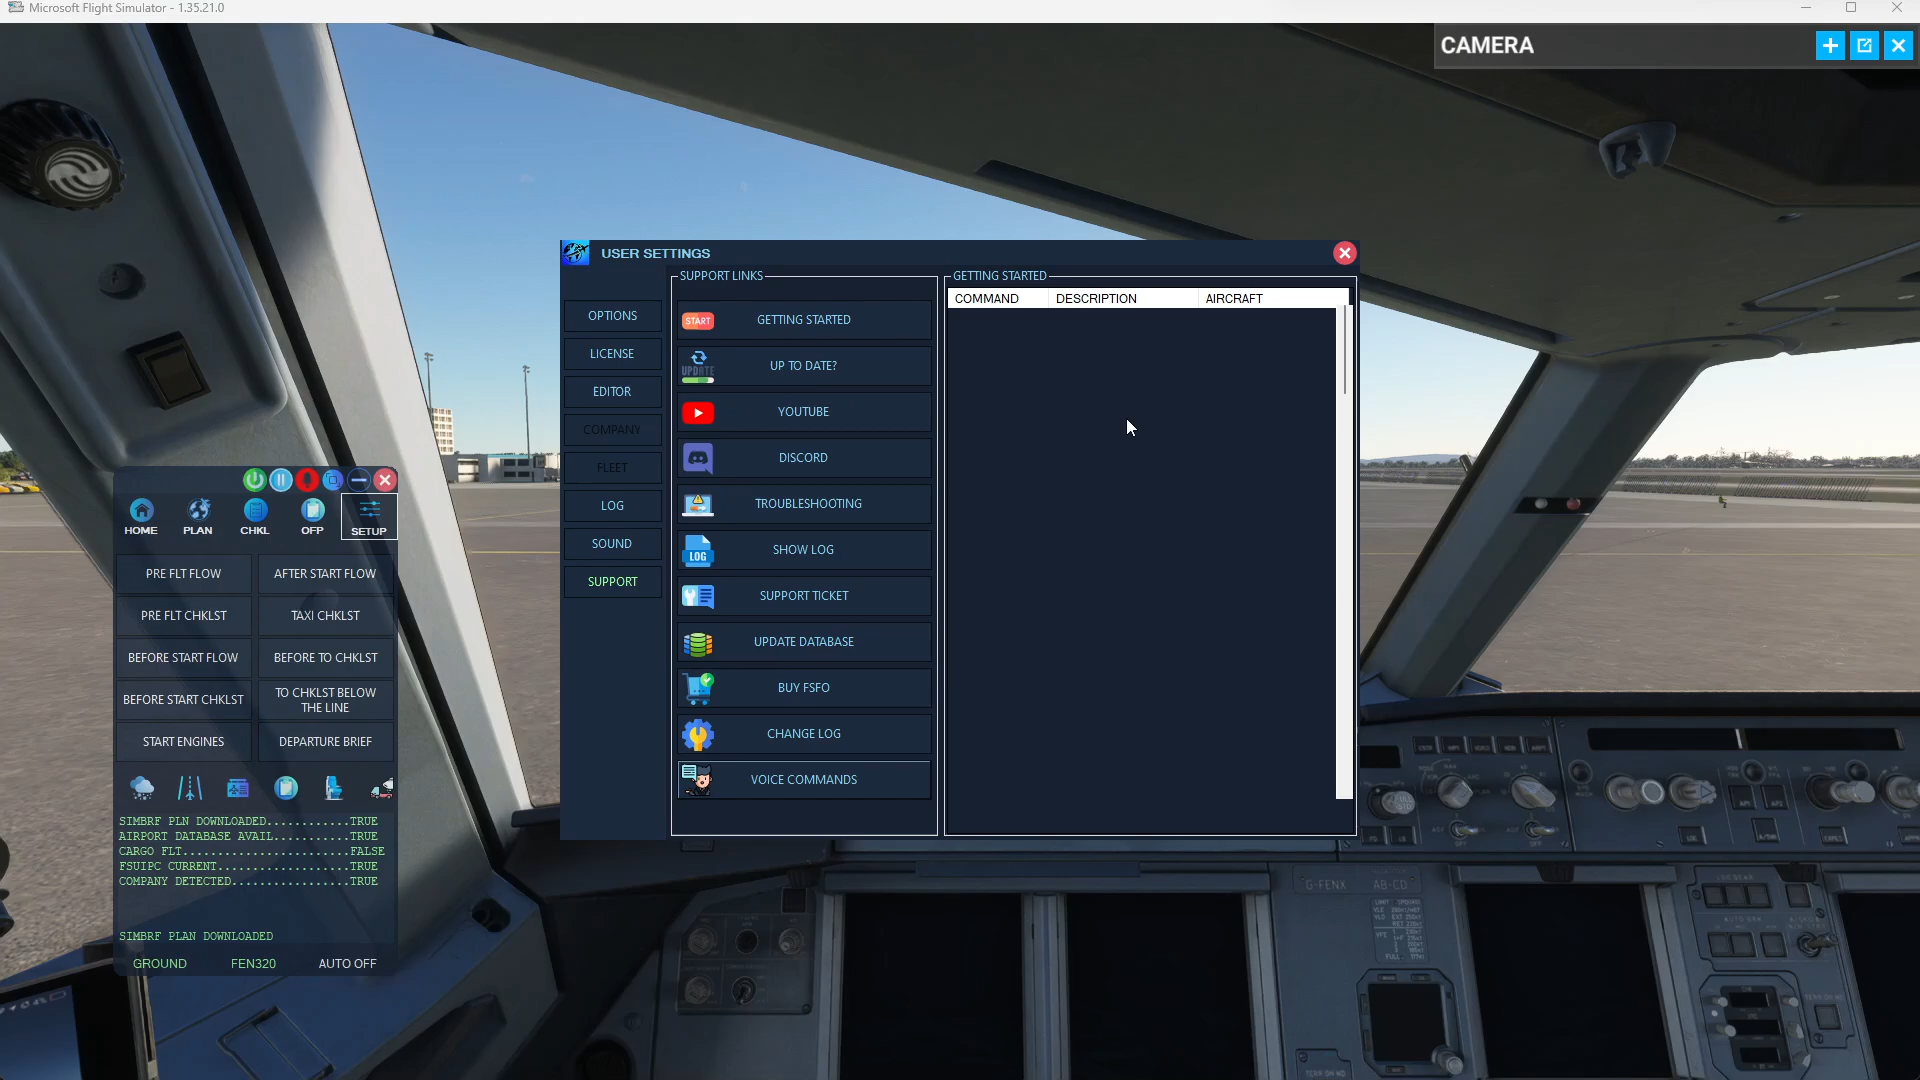 Microsoft Flight Simulator - 1.35.21.0
CAMERA
USER SETTINGS
SUPPORT LINKS
GETTING STARTED
COMMAND DESCRIPTION AIRCRAFT
OPTIONS
LICENSE
EDITOR
COMPANY
FLEET
LOG
SOUND
SUPPORT
START GETTING STARTED
UPDATE UP TO DATE?
YOUTUBE
DISCORD
TROUBLESHOOTING
LOG SHOW LOG
SUPPORT TICKET
UPDATE DATABASE
BUY FSFO
CHANGE LOG
VOICE COMMANDS
HOME PLAN CHKL OFP SETUP
PRE FLT FLOW AFTER START FLOW
PRE FLT CHKLST TAXI CHKLST
BEFORE START FLOW BEFORE TO CHKLST
BEFORE START CHKLST TO CHKLST BELOW
THE LINE
START ENGINES DEPARTURE BRIEF
SIMBRF PLN DOWNLOADED............TRUE
AIRPORT DATABASE AVAIL...........TRUE
CARGO FLT........................FALSE
FSUIPC CURRENT...................TRUE
COMPANY DETECTED.................TRUE
SIMBRF PLAN DOWNLOADED
GROUND FEN320 AUTO OFF
G-FENX AB-CD